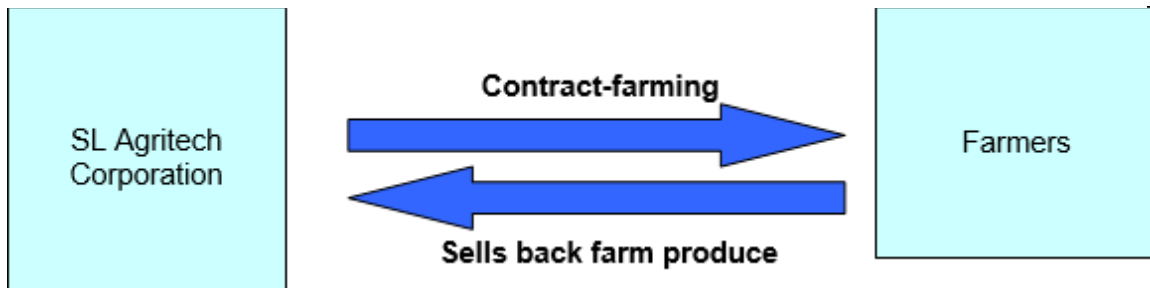 Contract-farming
SL Agritech
Corporation
Farmers
Sells back farm produce